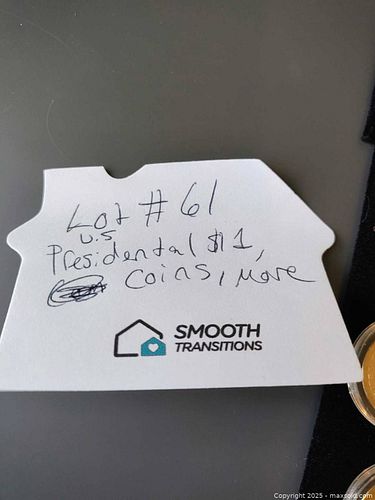 Lot # 61
U.S
Presidental $1,
coins, more
SMOOTH
TRANSITIONS
Copyright 2025 - maxsold.com